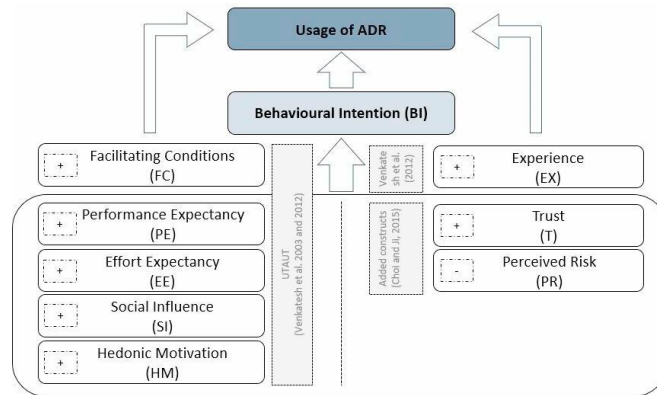 Usage of ADR
Behavioural Intention (BI)
+
Facilitating Conditions
(FC)
+
Performance Expectancy
(PE)
+
Effort Expectancy
(EE)
+
Social Influence
(SI)
+
Hedonic Motivation
(HM)
UTAUT
(Venkatesh et al. 2003 and 2012)
Venkate
sh et al.
(2012)
Added constructs
(Choi and Ji, 2015)
+
Experience
(EX)
+
Trust
(T)
-
Perceived Risk
(PR)